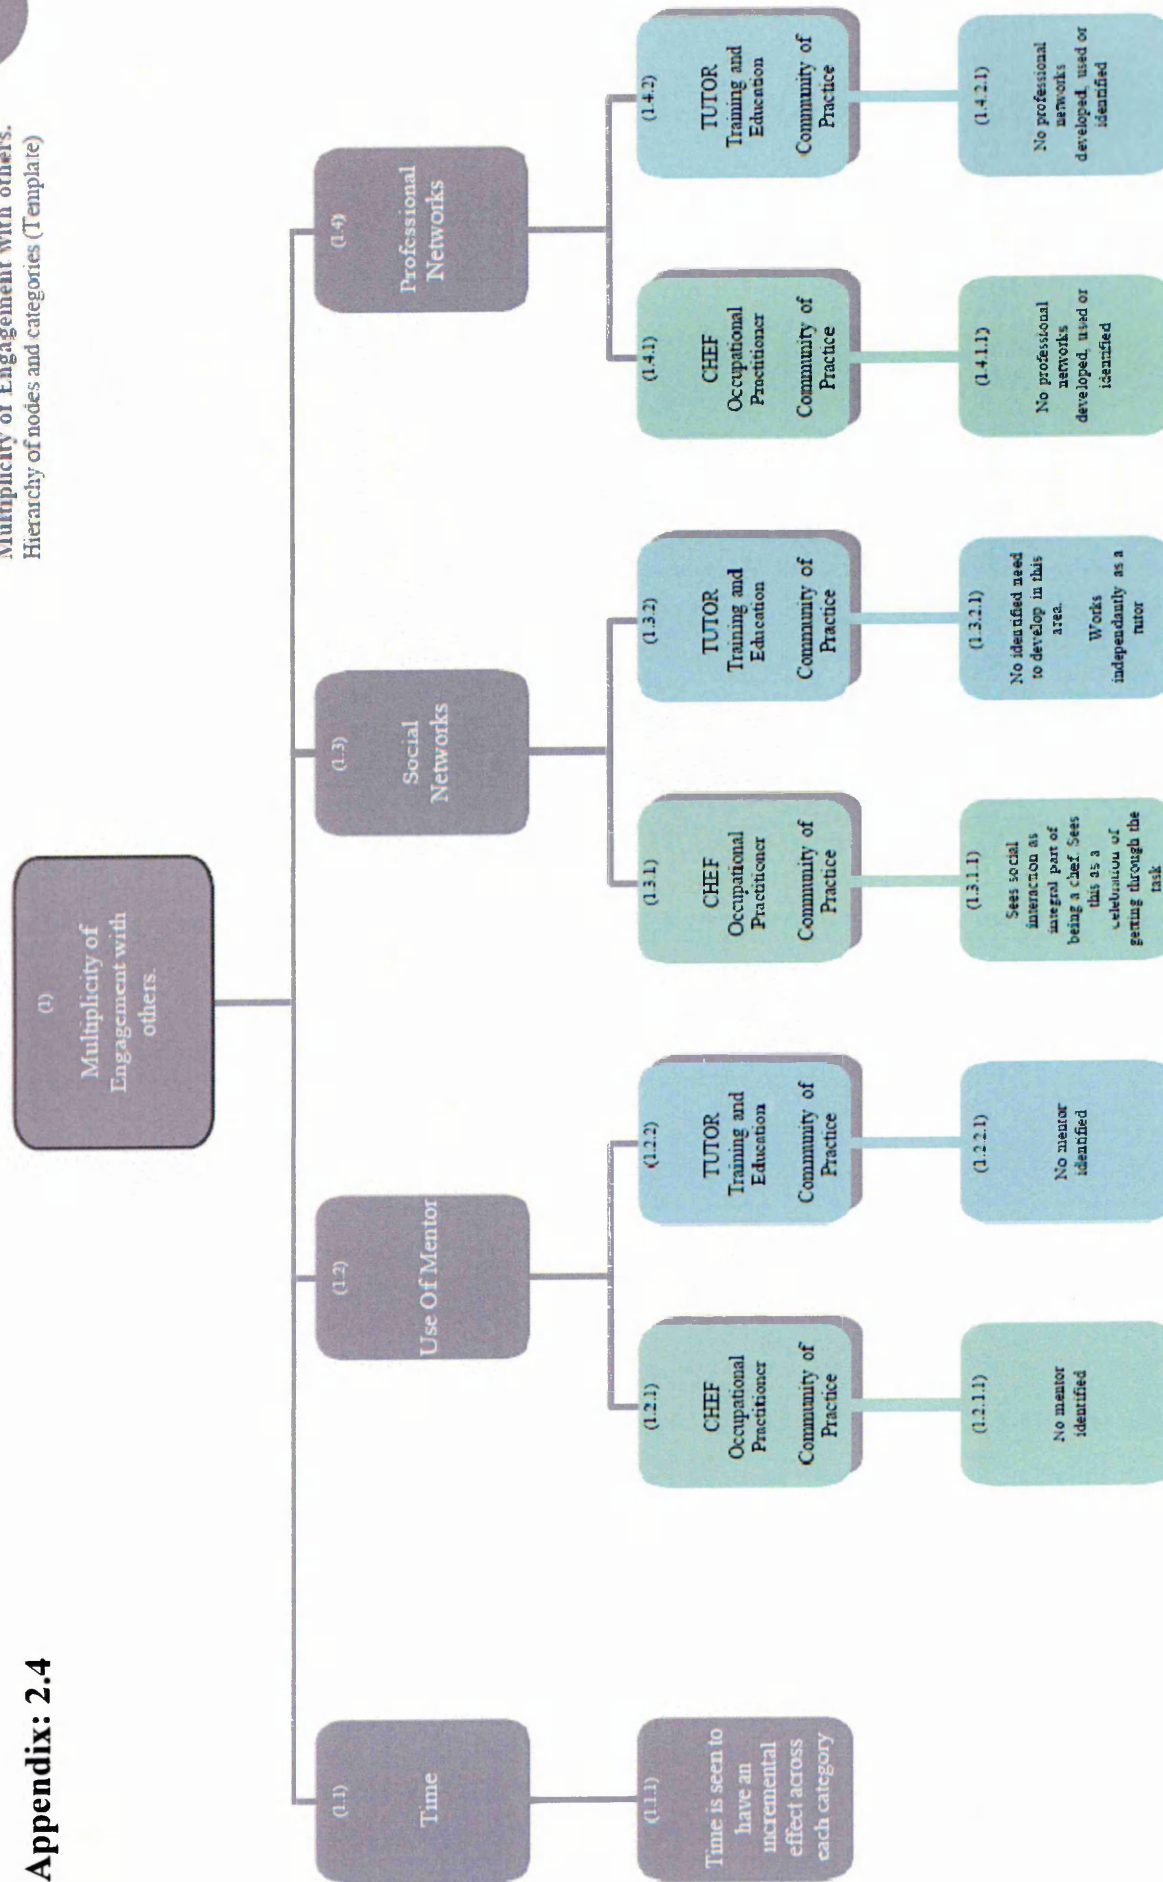 Appendix: 2.4
Multiplicity of Engagement with others.
Hierarchy of nodes and categories (Template)
(1)
Multiplicity of
Engagement with
others.
(1.1)
Time
(1.1.1)
Time is seen to
have an
incremental
effect across
each category
(1.2)
Use Of Mentor
(1.2.1)
CHEF
Occupational
Practitioner
Community of
Practice
(1.2.1.1)
No mentor
identified
(1.2.2)
TUTOR
Training and
Education
Community of
Practice
(1.2.2.1)
No mentor
identified
(1.3)
Social
Networks
(1.3.1)
CHEF
Occupational
Practitioner
Community of
Practice
(1.3.1.1)
Sees social
interaction as
integral part of
being a chef. Sees
this as a
celebration of
getting through the
task
(1.3.2)
TUTOR
Training and
Education
Community of
Practice
(1.3.2.1)
No identified need
to develop in this
area.
Works
independantly as a
tutor
(1.4)
Professional
Networks
(1.4.1)
CHEF
Occupational
Practitioner
Community of
Practice
(1.4.1.1)
No professional
networks
developed, used or
identified
(1.4.2)
TUTOR
Training and
Education
Community of
Practice
(1.4.2.1)
No professional
networks
developed, used or
identified